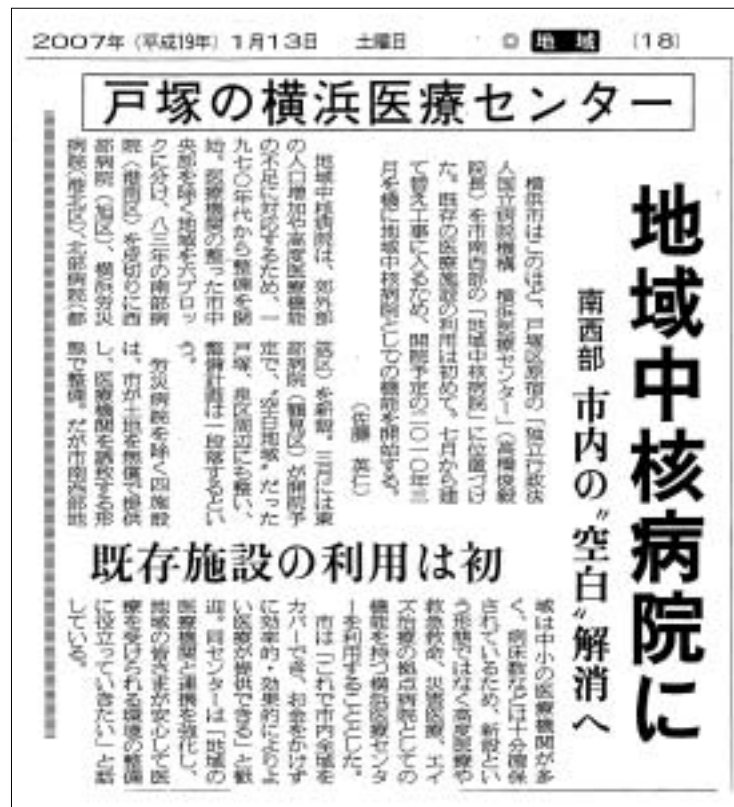 2007年（平成19年）1月13日　土曜日　◎ 地域 (18)
戸塚の横浜医療センター
地域中核病院に
南西部 市内の“空白”解消へ
横浜市はこのほど、戸塚区原宿の「独立行政法
人国立病院機構　横浜医療センター」（高橋俊毅
院長）を市南西部の「地域中核病院」に位置づけ
た。既存の医療施設の利用は初めて。七月から建
て替え工事に入るため、開院予定の二〇一〇年三
月を機に地域中核病院としての機能を開始する。
（佐藤　英仁）
地域中核病院は、郊外部
の人口増加や高度医療機能
の不足に対応するため、一
九七〇年代から整備を開
始。医療機関の整った市中
央部を除く地域を六ブロッ
クに分け、八三年の南部病
院（港南区）を皮切りに西
部病院（旭区）、横浜労災
病院（港北区）、北部病院（都
筑区）を新設。三月には東
部病院（鶴見区）が開院予
定で、“空白地域”だった
戸塚、泉区周辺にも整い、
整備計画は一段落するとい
う。
労災病院を除く四施設
は、市が土地を無償で提供
し、医療機関を誘致する形
態で整備。だが市南西部地
既存施設の利用は初
域は中小の医療機関が多
く、病床数などは十分確保
されているため、新設とい
う形態ではなく高度医療や
救急救命、災害医療、エイ
ズ治療の拠点病院としての
機能を持つ横浜医療センタ
ーを利用することとした。
市は「これで市内全域を
カバーでき、お金をかけず
に効率的・効果的によりよ
い医療が提供できる」と歓
迎。同センターは「地域の
医療機関と連携を強化し、
地域の皆さまが安心して医
療を受けられる環境の整備
に役立っていきたい」と話
している。